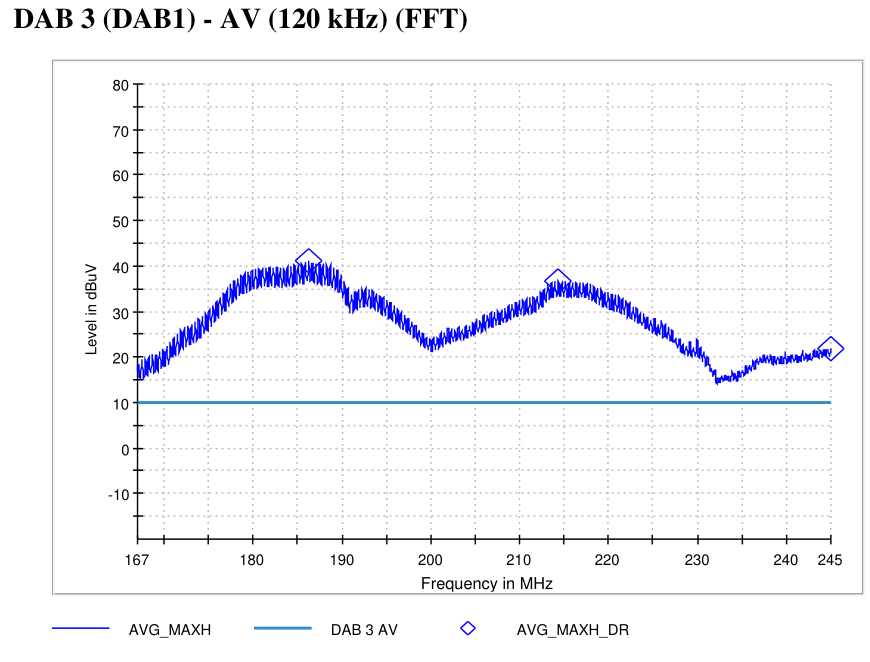 DAB 3 (DAB1) - AV (120 kHz) (FFT)
80
70
60
50
40
30
20
10
0
-10
Level in dBuV
167 180 190 200 210 220 230 240 245
Frequency in MHz
AVG_MAXH DAB 3 AV AVG_MAXH_DR